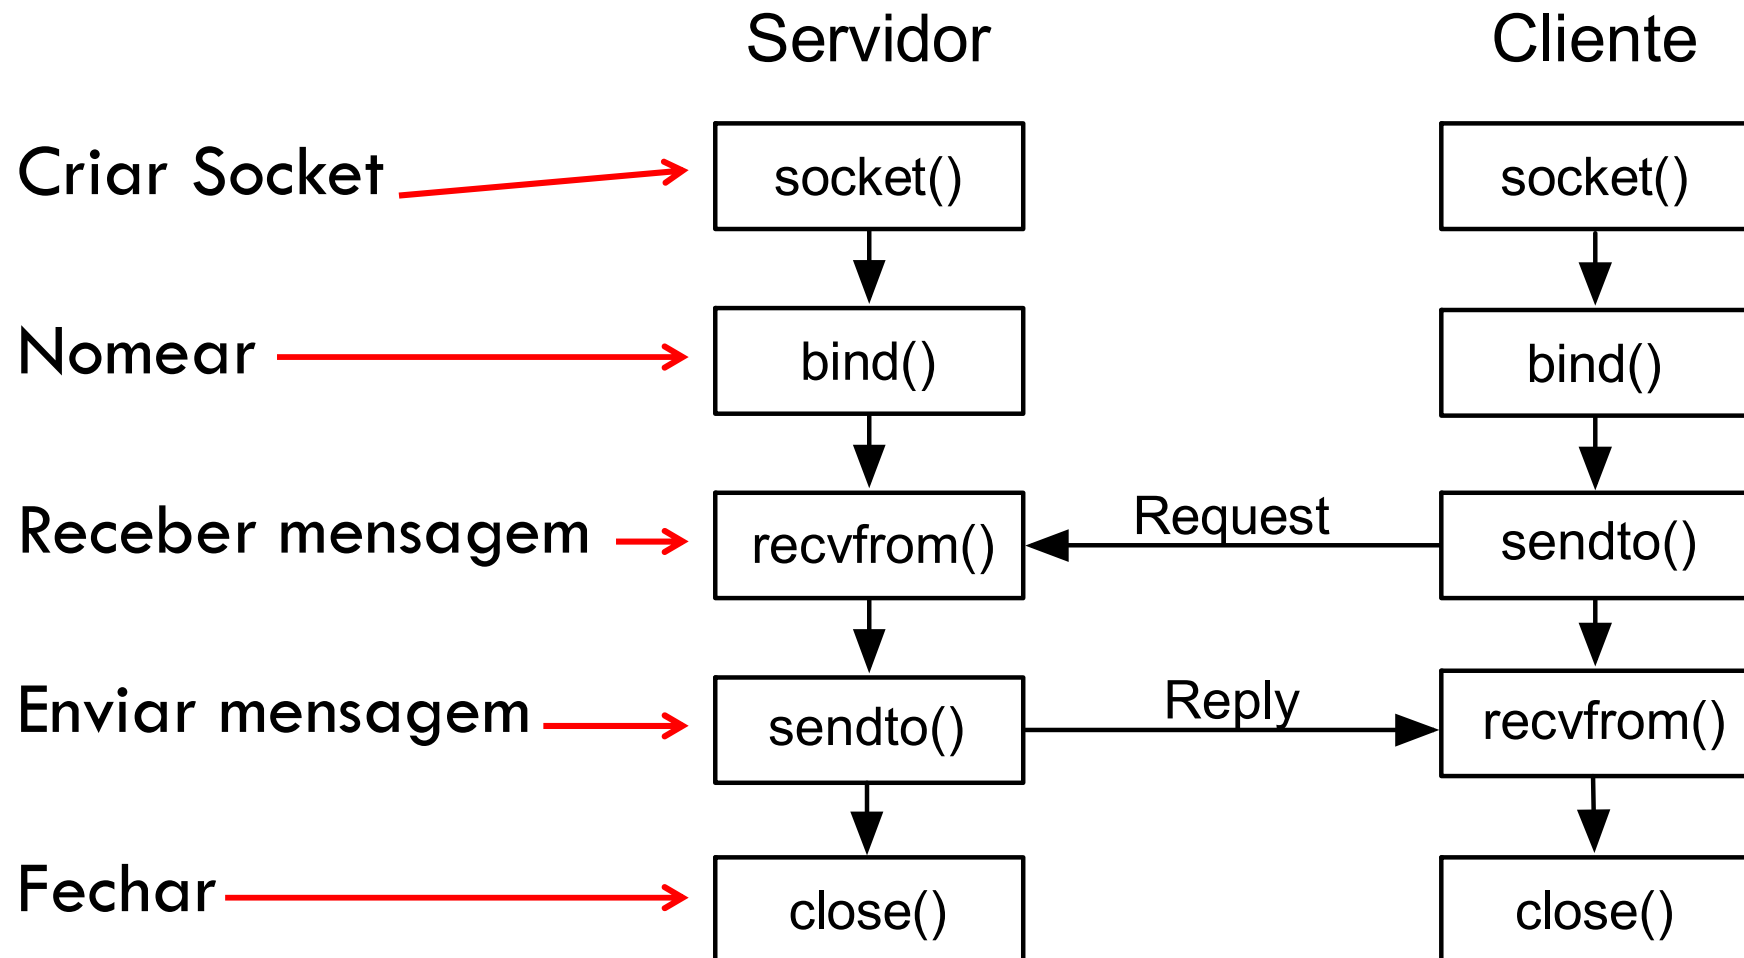 Servidor Cliente
Criar Socket socket() socket()
Nomear bind() bind()
Receber mensagem recvfrom() Request sendto()
Enviar mensagem sendto() Reply recvfrom()
Fechar close() close()